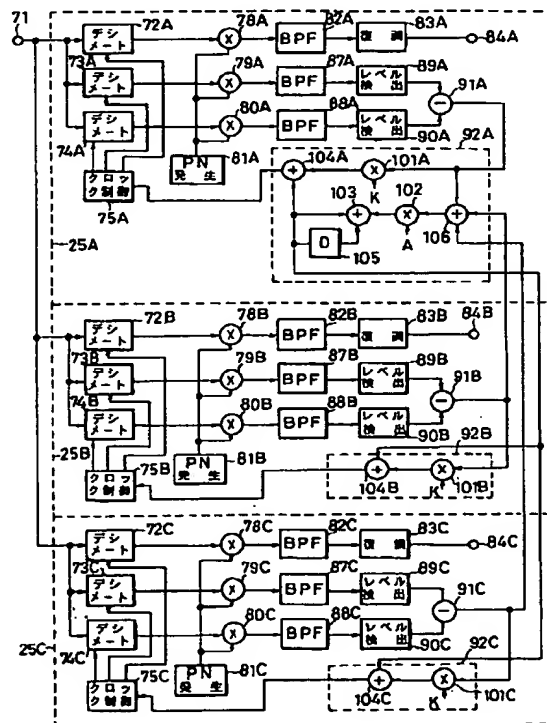 71
72A
デシ
メート
78A
82A
BPF
83A
復調
84A
73A
デシ
メート
79A
87A
BPF
89A
レベル
検出
91A
デシ
メート
80A
88A
BPF
レベル
検出
90A
74A
クロッ
ク制御
75A
PN
発生
81A
92A
104A
101A
K
103
102
A
106
D
105
25A
72B
デシ
メート
78B
82B
BPF
83B
復調
84B
73B
デシ
メート
79B
87B
BPF
89B
レベル
検出
91B
74B
デシ
メート
80B
88B
BPF
レベル
検出
90B
92B
25B
クロッ
ク制御
75B
PN
発生
81B
104B
101B
K
72C
デシ
メート
78C
82C
BPF
83C
復調
84C
73C
デシ
メート
79C
87C
BPF
89C
レベル
検出
91C
デシ
メート
80C
88C
BPF
レベル
検出
90C
92C
25C
74C
クロッ
ク制御
75C
PN
発生
81C
104C
101C
K